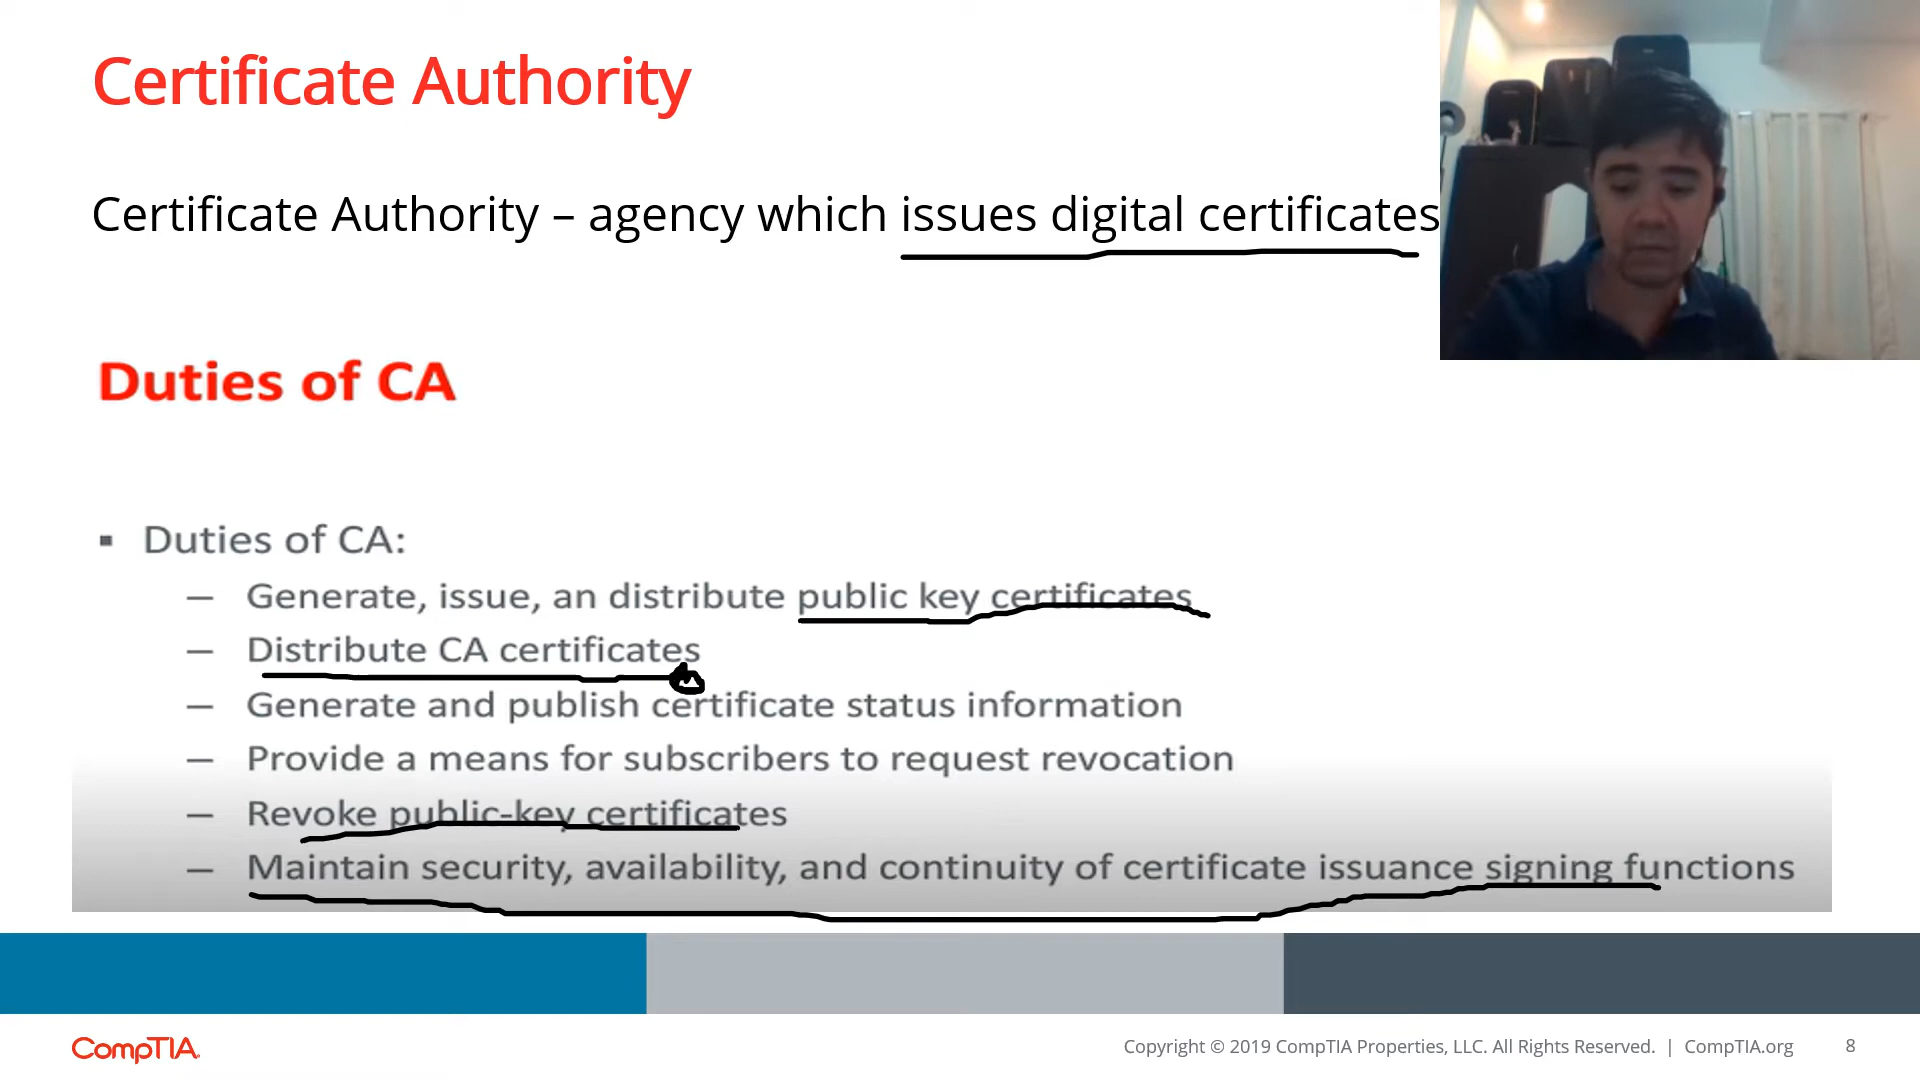 Certificate Authority
Certificate Authority – agency which issues digital certificates
Duties of CA
▪ Duties of CA:
– Generate, issue, an distribute public key certificates
– Distribute CA certificates
– Generate and publish certificate status information
– Provide a means for subscribers to request revocation
– Revoke public-key certificates
– Maintain security, availability, and continuity of certificate issuance signing functions
CompTIA.
Copyright © 2019 CompTIA Properties, LLC. All Rights Reserved. | CompTIA.org 8